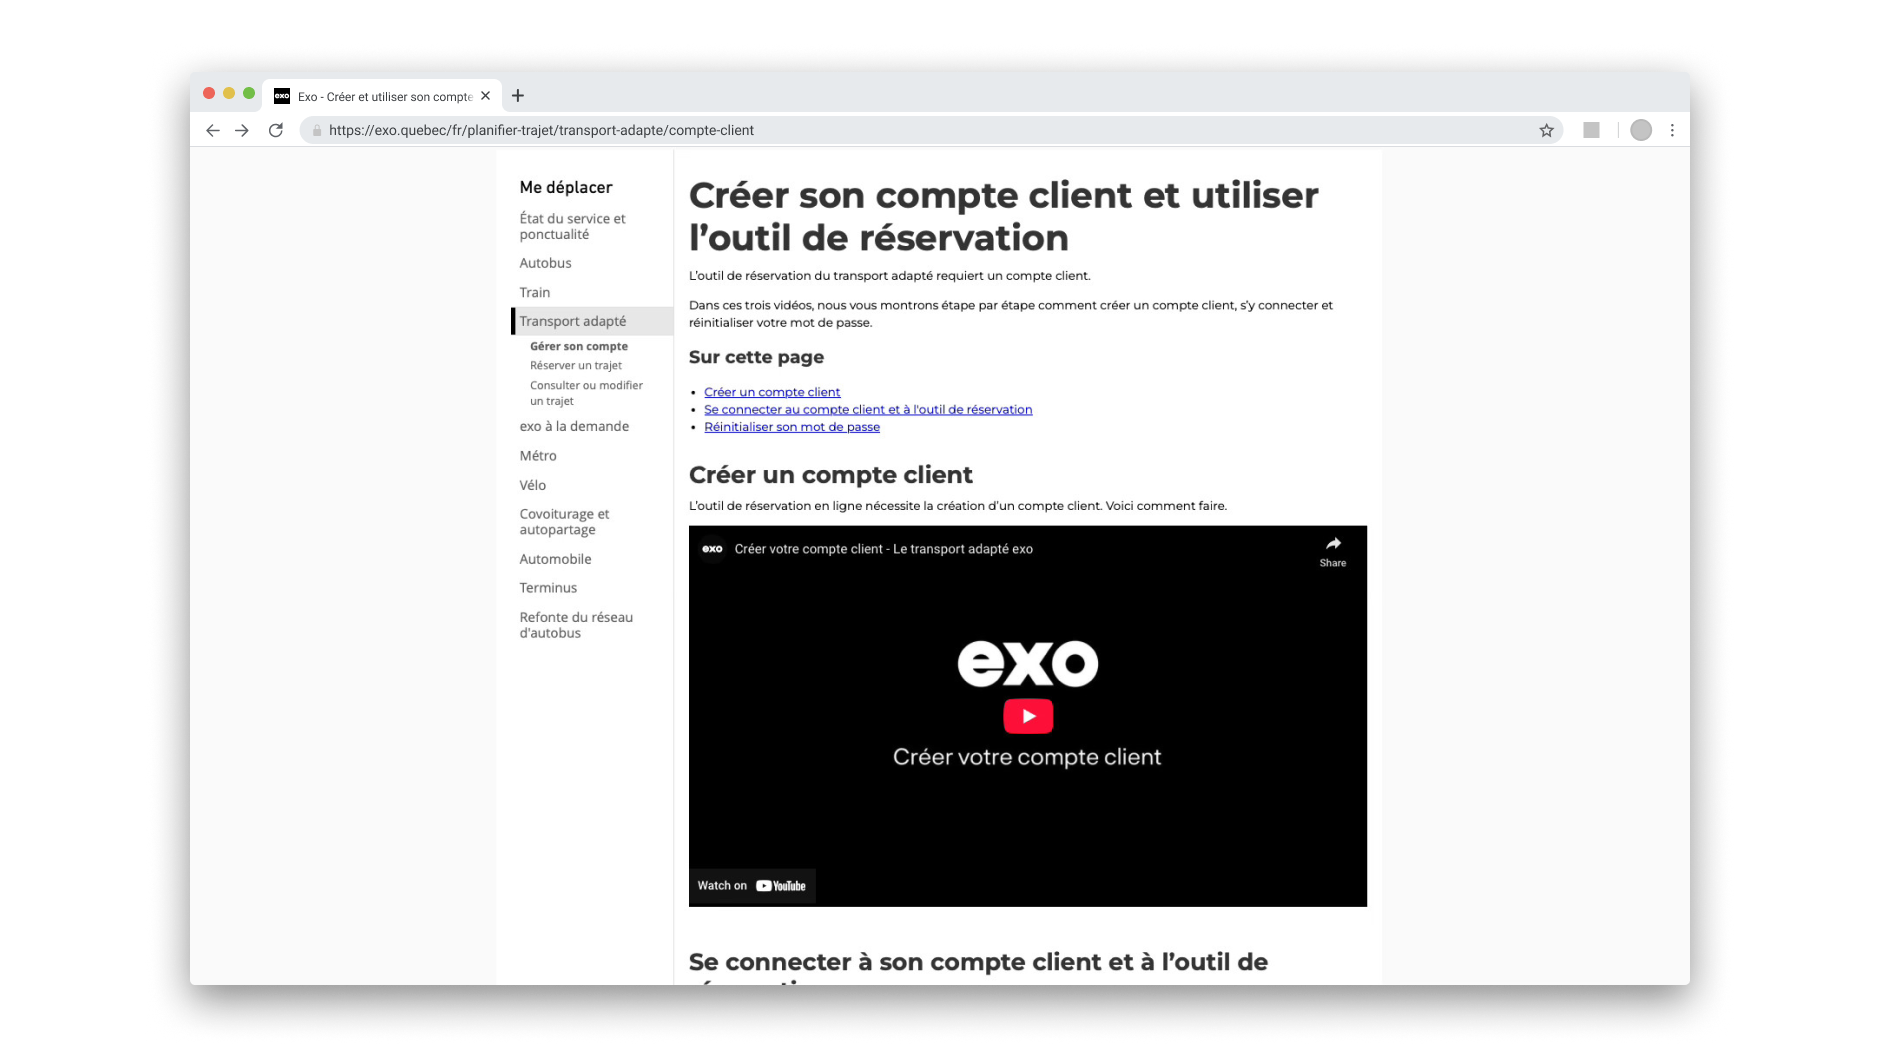 exo
Exo - Créer et utiliser son compte
https://exo.quebec/fr/planifier-trajet/transport-adapte/compte-client
Me déplacer
État du service et
ponctualité
Autobus
Train
Transport adapté
Gérer son compte
Réserver un trajet
Consulter ou modifier
un trajet
exo à la demande
Métro
Vélo
Covoiturage et
autopartage
Automobile
Terminus
Refonte du réseau
d'autobus
Créer son compte client et utiliser
l’outil de réservation
L’outil de réservation du transport adapté requiert un compte client.
Dans ces trois vidéos, nous vous montrons étape par étape comment créer un compte client, s’y connecter et
réinitialiser votre mot de passe.
Sur cette page
• Créer un compte client
• Se connecter au compte client et à l'outil de réservation
• Réinitialiser son mot de passe
Créer un compte client
L’outil de réservation en ligne nécessite la création d’un compte client. Voici comment faire.
exo Créer votre compte client - Le transport adapté exo
Share
exo
Créer votre compte client
Watch on YouTube
Se connecter à son compte client et à l’outil de